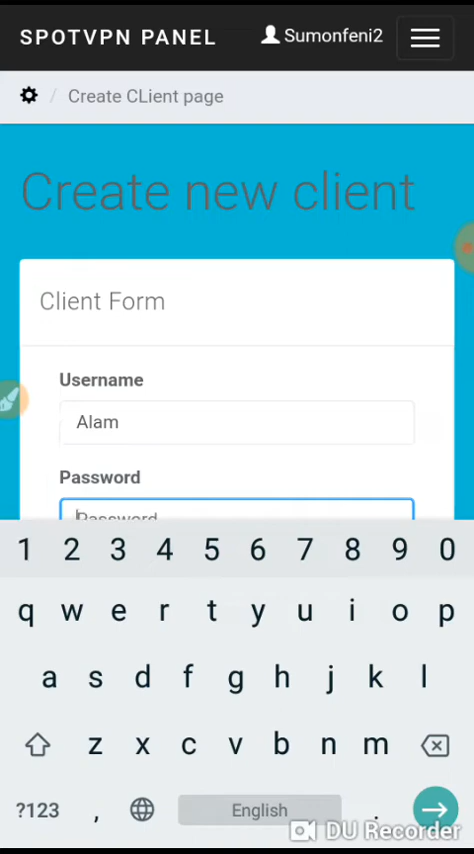 SPOTVPN PANEL
Sumonfeni2
/ Create CLient page
Create new client
Client Form
Username
Alam
Password
Password
1 2 3 4 5 6 7 8 9 0
q w e r t y u i o p
a s d f g h j k l
z x c v b n m
?123 , English .
DU Recorder